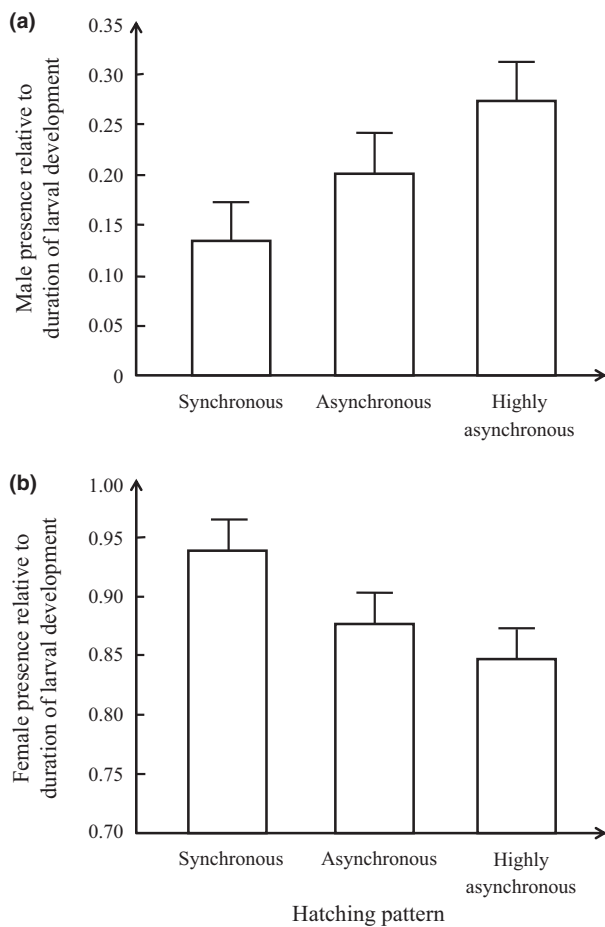 (a)
Male presence relative to
duration of larval development
0.35
0.30
0.25
0.20
0.15
0.10
0.05
0
Synchronous
Asynchronous
Highly
asynchronous
(b)
Female presence relative to
duration of larval development
1.00
0.95
0.90
0.85
0.80
0.75
0.70
Synchronous
Asynchronous
Highly
asynchronous
Hatching pattern